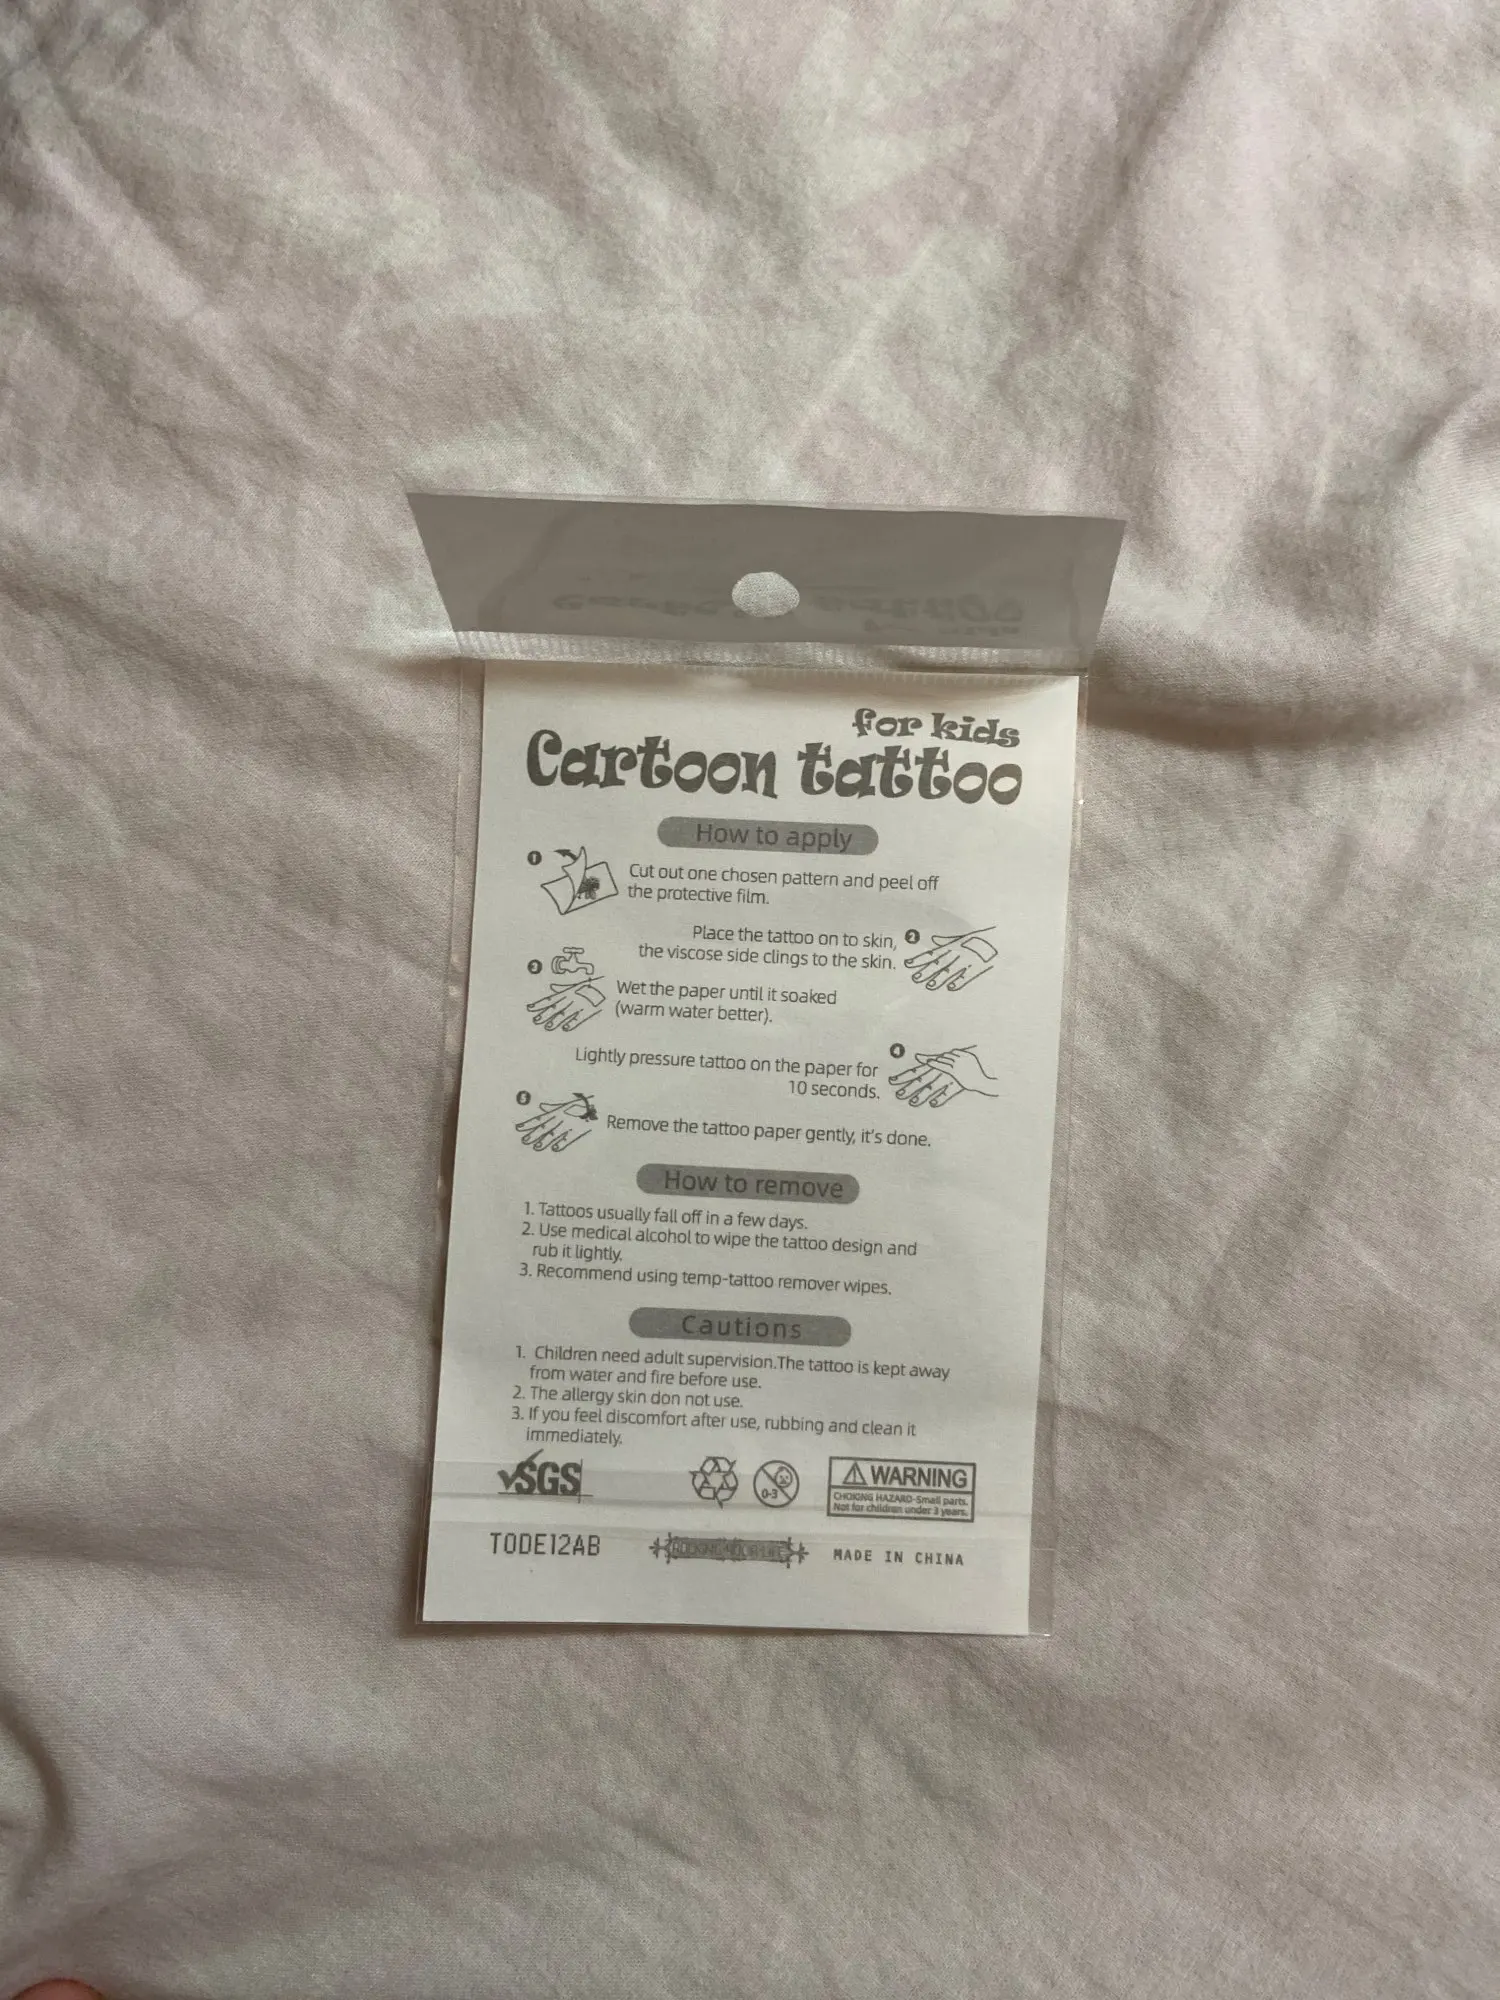 for kids
Cartoon tattoo
How to apply
1
Cut out one chosen pattern and peel off
the protective film.
Place the tattoo on to skin,
2
the viscose side clings to the skin.
3
Wet the paper until it soaked
(warm water better).
4
Lightly pressure tattoo on the paper for
10 seconds.
5
Remove the tattoo paper gently, it's done.
How to remove
1. Tattoos usually fall off in a few days.
2. Use medical alcohol to wipe the tattoo design and
rub it lightly.
3. Recommend using temp-tattoo remover wipes.
Cautions
1. Children need adult supervision.The tattoo is kept away
from water and fire before use.
2. The allergy skin don not use.
3. If you feel discomfort after use, rubbing and clean it
immediately.
SGS
0-3
WARNING
CHOKING HAZARD-Small parts.
Not for children under 3 years.
TODE12AB
MADE IN CHINA